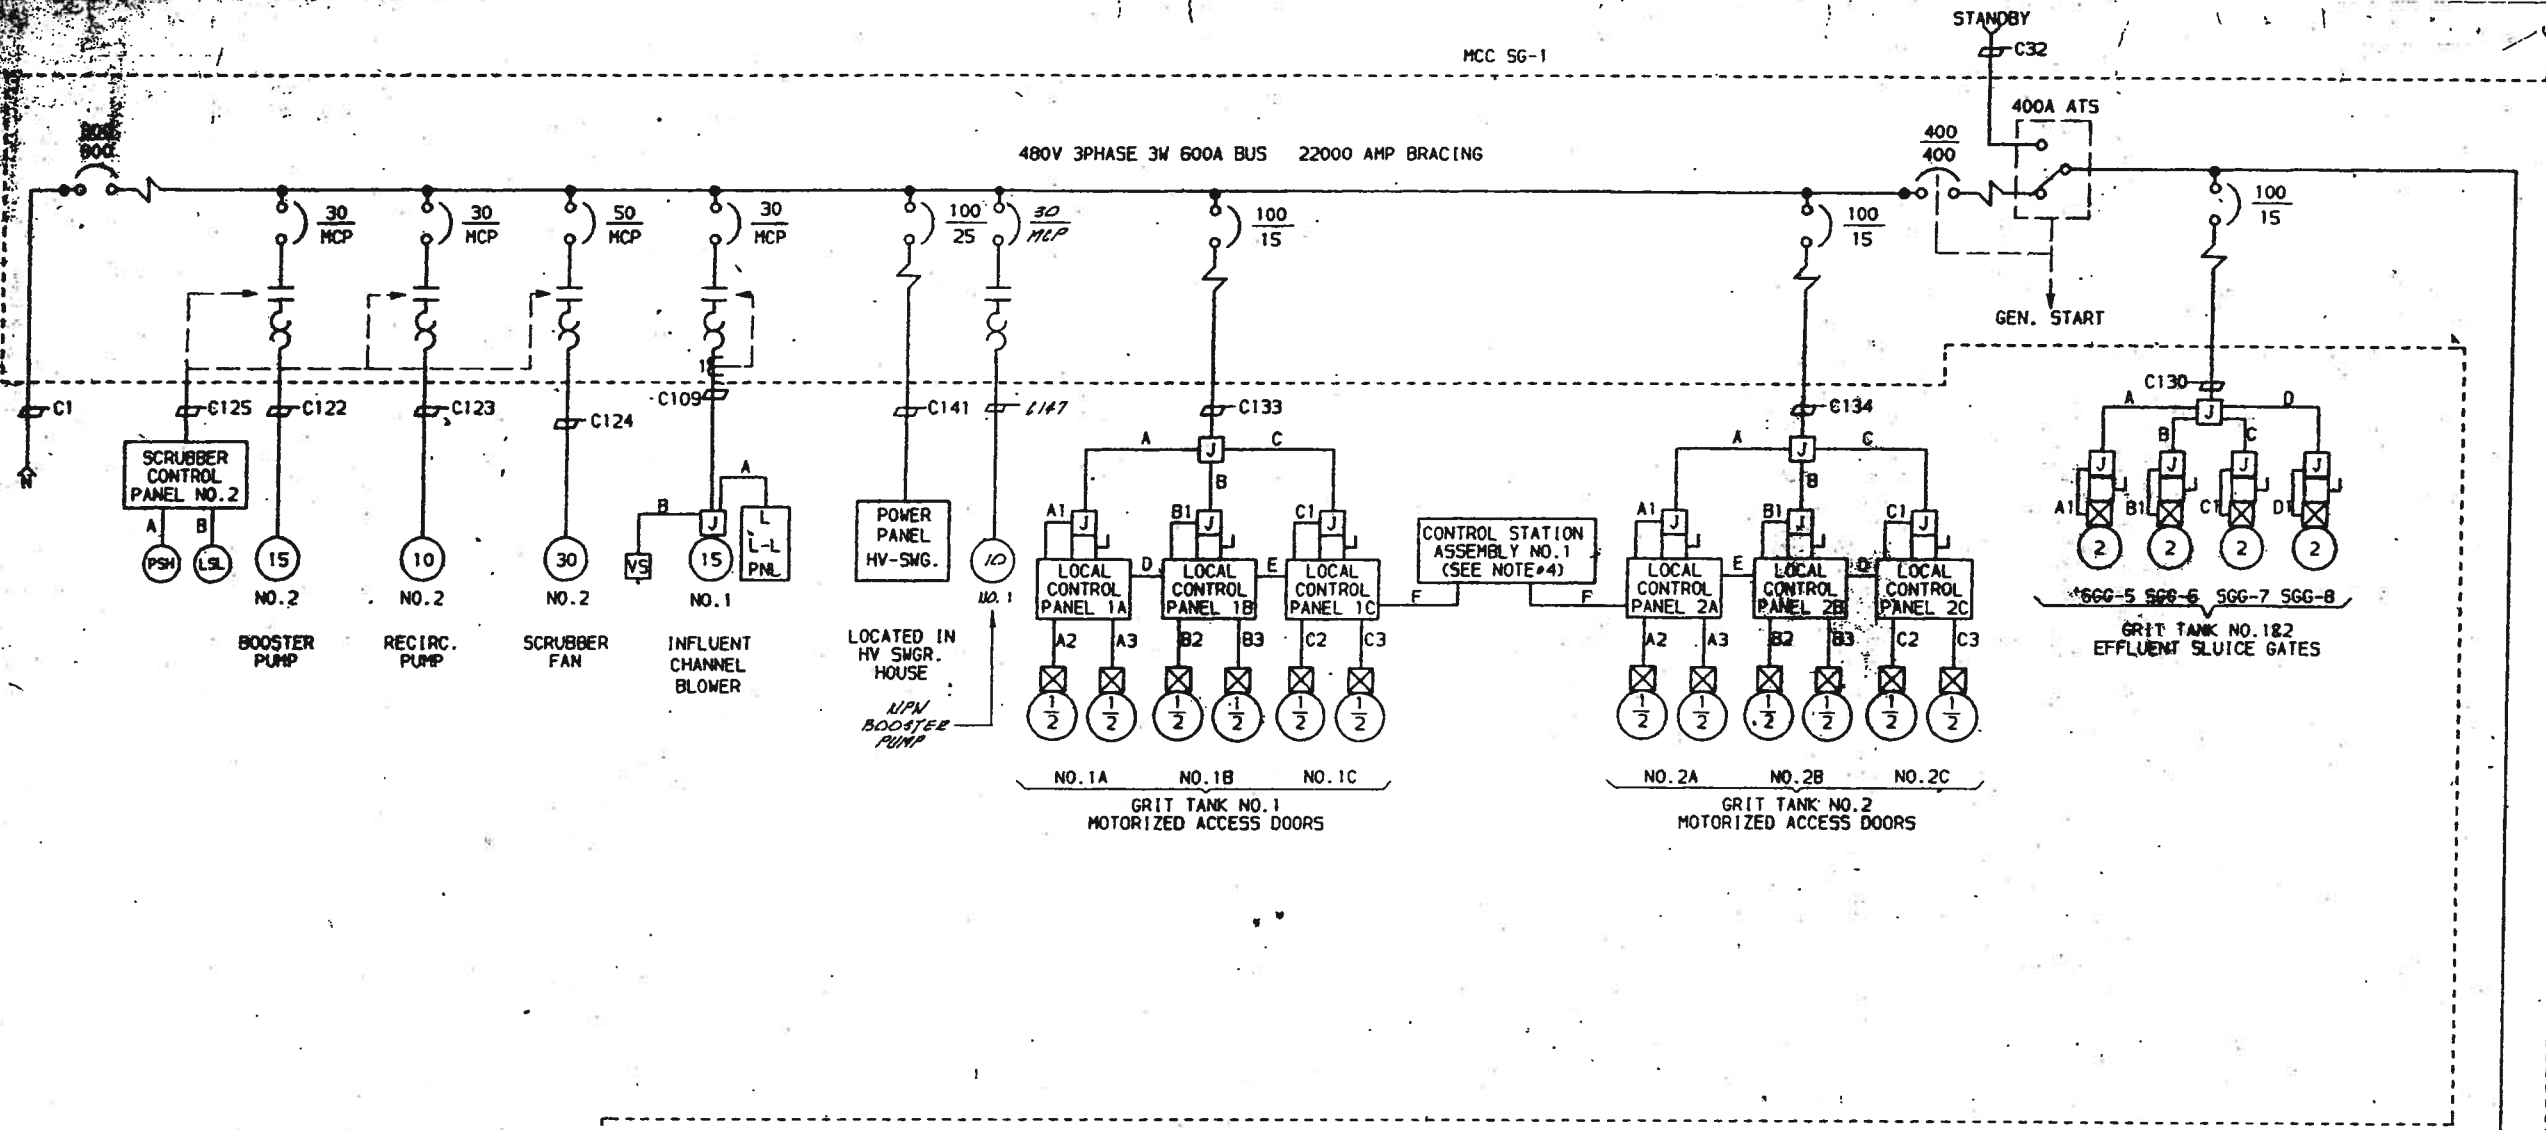 STANDBY
C32
MCC SG-1
400A ATS
400
400
480V 3PHASE 3W 600A BUS 22000 AMP BRACING
30
MCP
30
MCP
50
MCP
30
MCP
100
25
30
MCP
100
15
100
15
100
15
GEN. START
C1
C125
C122
C123
C124
C109
C141
C147
C133
C134
C130
SCRUBBER
CONTROL
PANEL NO.2
A
B
PSH
LSL
15
NO.2
BOOSTER
PUMP
10
NO.2
RECIRC.
PUMP
30
NO.2
SCRUBBER
FAN
B
A
VS
J
15
L
L-L
PNL
NO.1
INFLUENT
CHANNEL
BLOWER
POWER
PANEL
HV-SWG.
LOCATED IN
HV SWGR.
HOUSE
10
NO.1
NPW
BOOSTER
PUMP
A
J
C
B
A1
J
B1
J
C1
J
LOCAL
CONTROL
PANEL 1A
D
LOCAL
CONTROL
PANEL 1B
E
LOCAL
CONTROL
PANEL 1C
F
A2
A3
B2
B3
C2
C3
1/2
1/2
1/2
1/2
1/2
1/2
NO.1A
NO.1B
NO.1C
GRIT TANK NO.1
MOTORIZED ACCESS DOORS
CONTROL STATION
ASSEMBLY NO.1
(SEE NOTE#4)
F
A
J
C
B
A1
J
B1
J
C1
J
LOCAL
CONTROL
PANEL 2A
E
LOCAL
CONTROL
PANEL 2B
D
LOCAL
CONTROL
PANEL 2C
A2
A3
B2
B3
C2
C3
1/2
1/2
1/2
1/2
1/2
1/2
NO.2A
NO.2B
NO.2C
GRIT TANK NO.2
MOTORIZED ACCESS DOORS
A
J
D
B
C
J
J
J
J
A1
B1
C1
D1
2
2
2
2
SGG-5 SGG-6 SGG-7 SGG-8
GRIT TANK NO.1&2
EFFLUENT SLUICE GATES